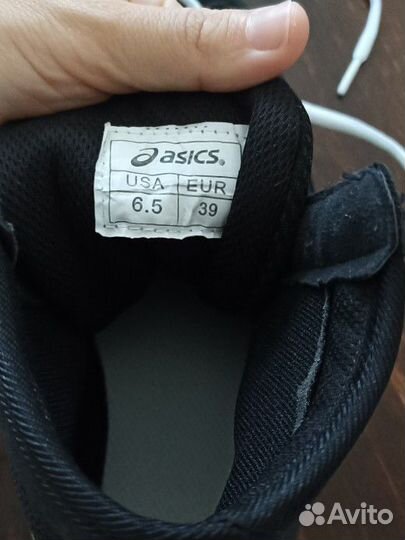 asics.
USA EUR
6.5 39
Avito